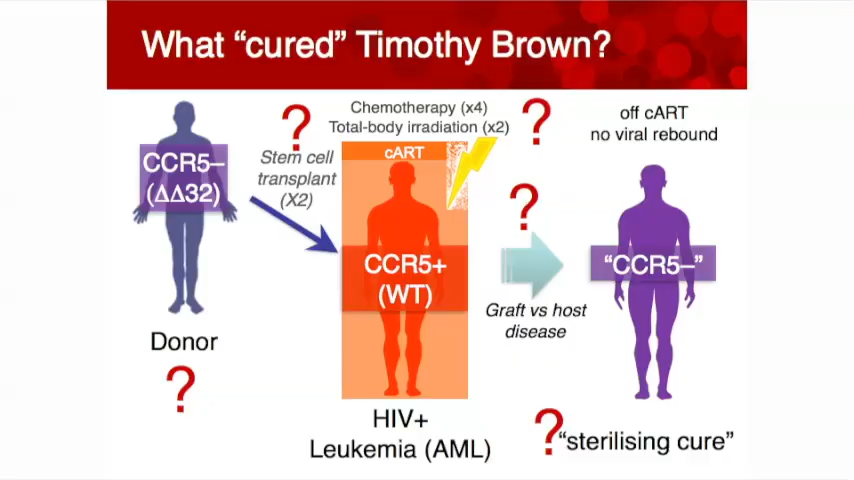 What “cured” Timothy Brown?
CCR5–
(ΔΔ32)
Donor
?
?
Stem cell
transplant
(X2)
Chemotherapy (x4)
Total-body irradiation (x2)
cART
CCR5+
(WT)
HIV+
Leukemia (AML)
?
?
Graft vs host
disease
off cART
no viral rebound
“CCR5–”
?
“sterilising cure”